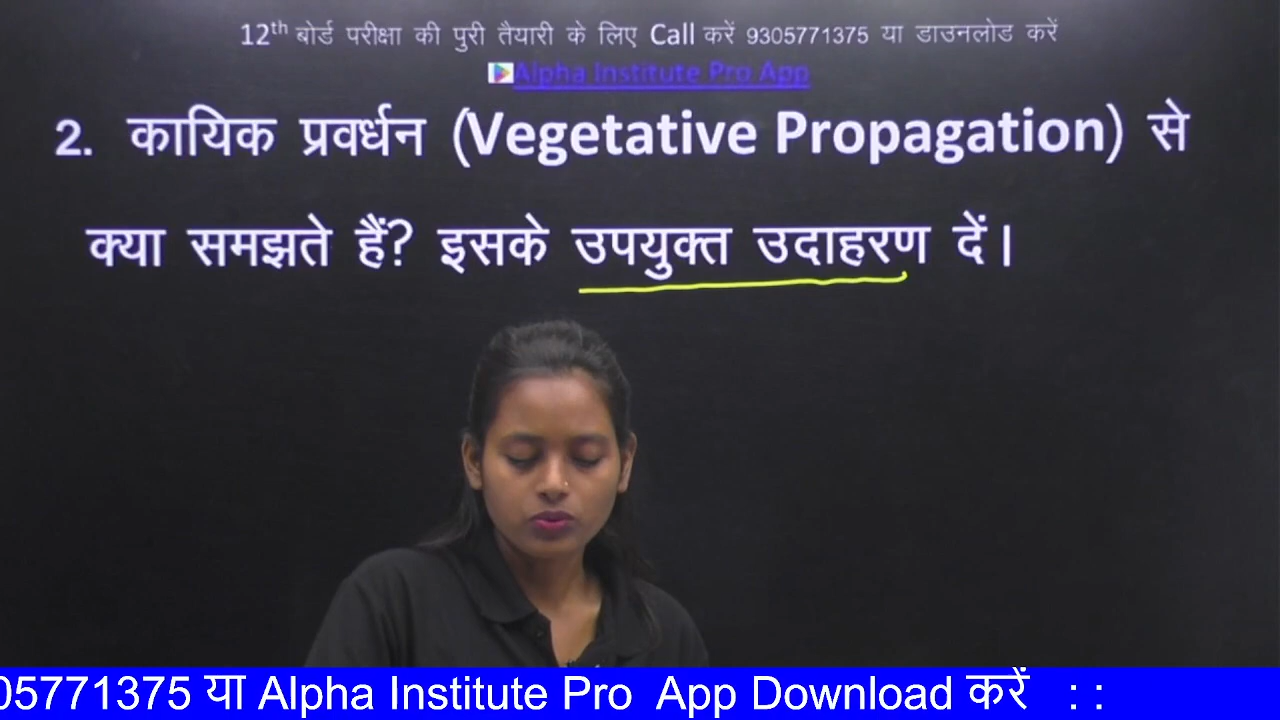 12th बोर्ड परीक्षा की पुरी तैयारी के लिए Call करें 9305771375 या डाउनलोड करें
Alpha Institute Pro App
2. कायिक प्रवर्धन (Vegetative Propagation) से
क्या समझते हैं? इसके उपयुक्त उदाहरण दें।
05771375 या Alpha Institute Pro App Download करें : :